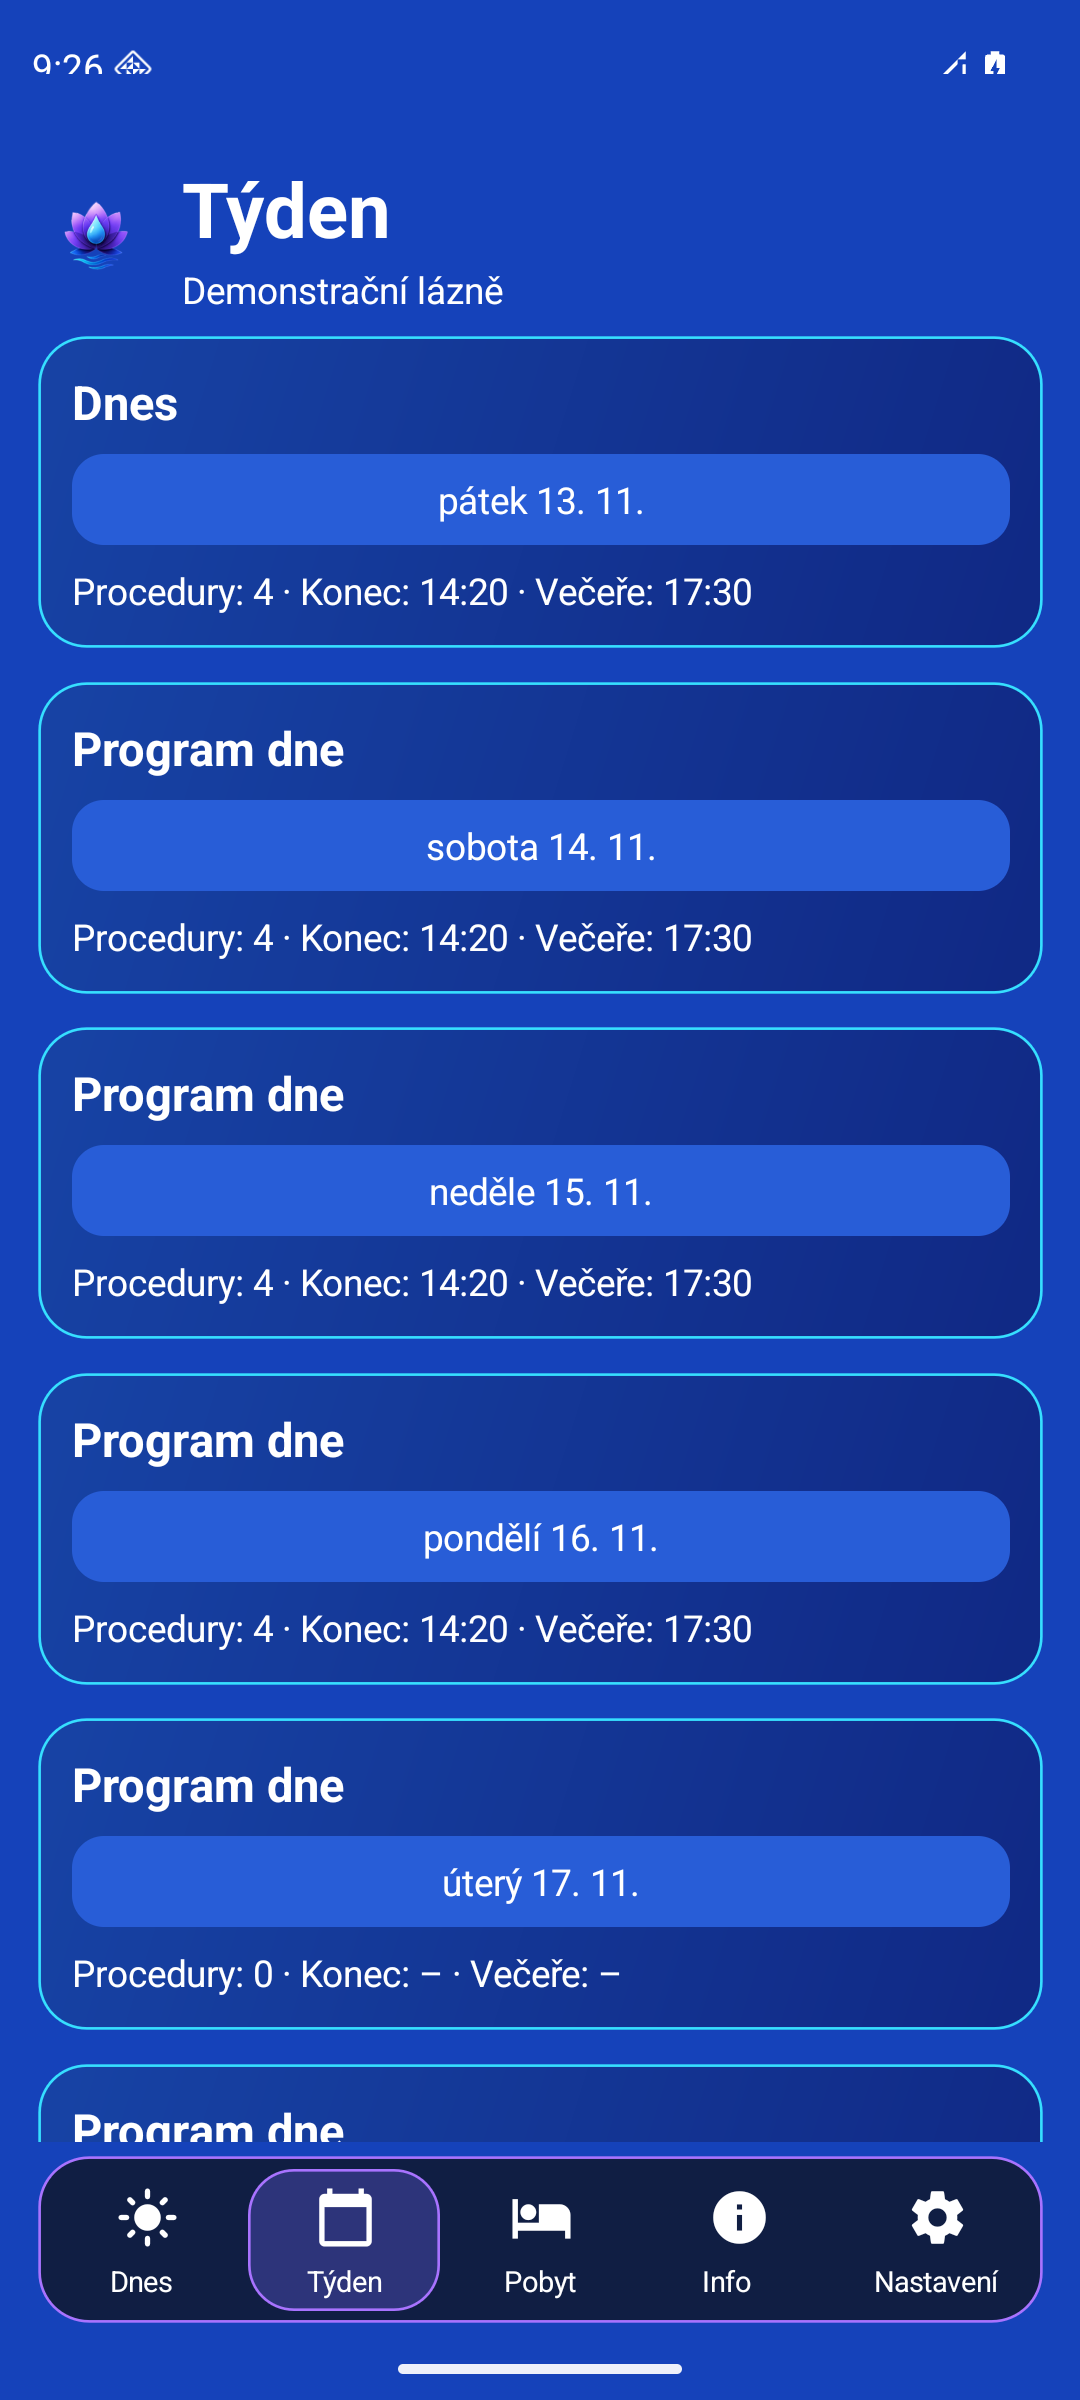 9:26
Týden
Demonstrační lázně
Dnes
pátek 13. 11.
Procedury: 4 · Konec: 14:20 · Večeře: 17:30
Program dne
sobota 14. 11.
Procedury: 4 · Konec: 14:20 · Večeře: 17:30
Program dne
neděle 15. 11.
Procedury: 4 · Konec: 14:20 · Večeře: 17:30
Program dne
pondělí 16. 11.
Procedury: 4 · Konec: 14:20 · Večeře: 17:30
Program dne
úterý 17. 11.
Procedury: 0 · Konec: – · Večeře: –
Program dne
Dnes
Týden
Pobyt
Info
Nastavení